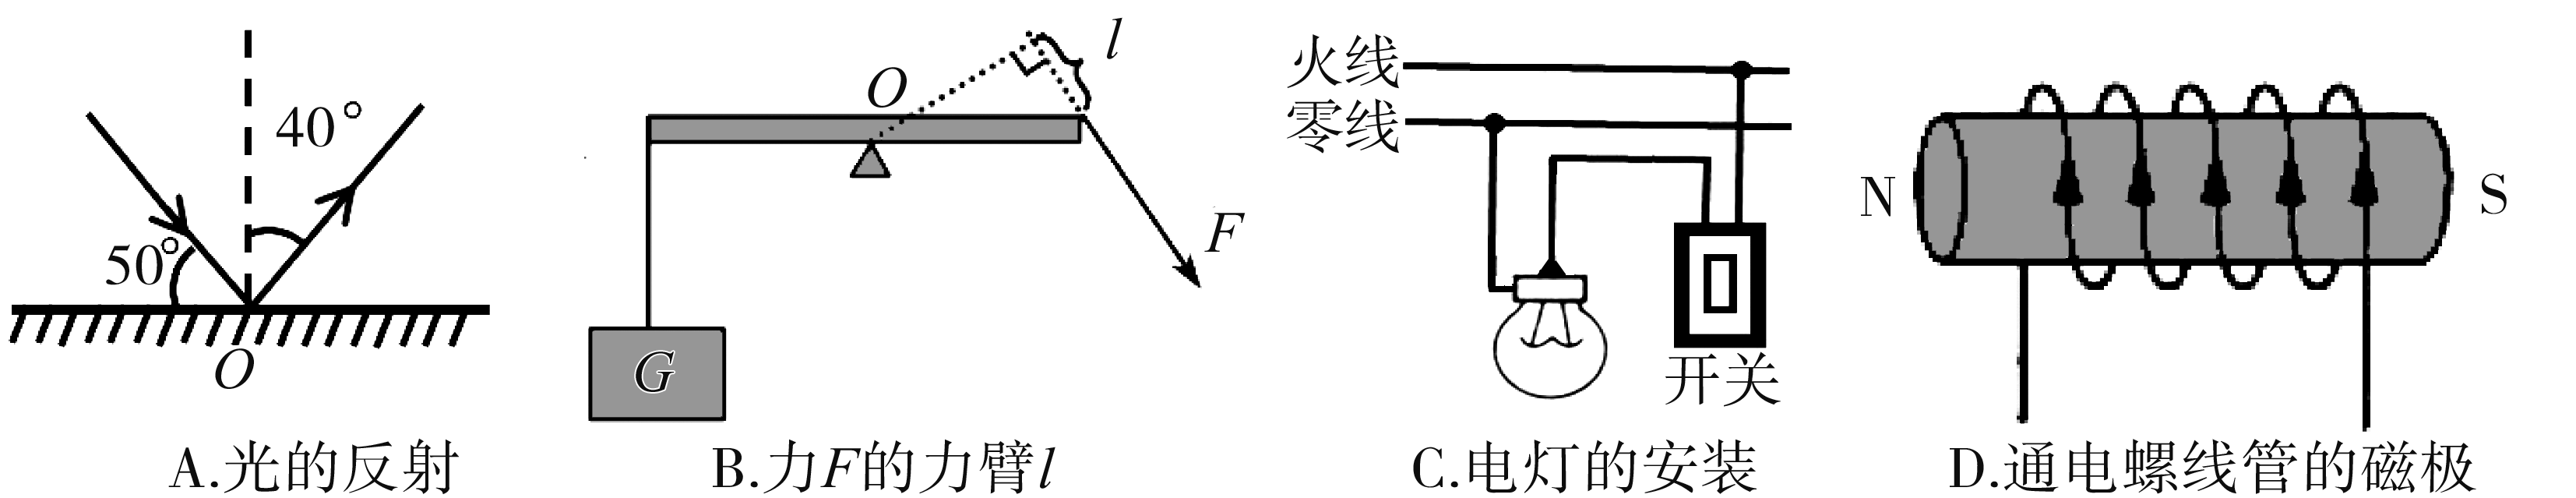 40°
50°
O
A.光的反射
O
l
F
G
B.力F的力臂l
火线
零线
开关
C.电灯的安装
N
S
D.通电螺线管的磁极